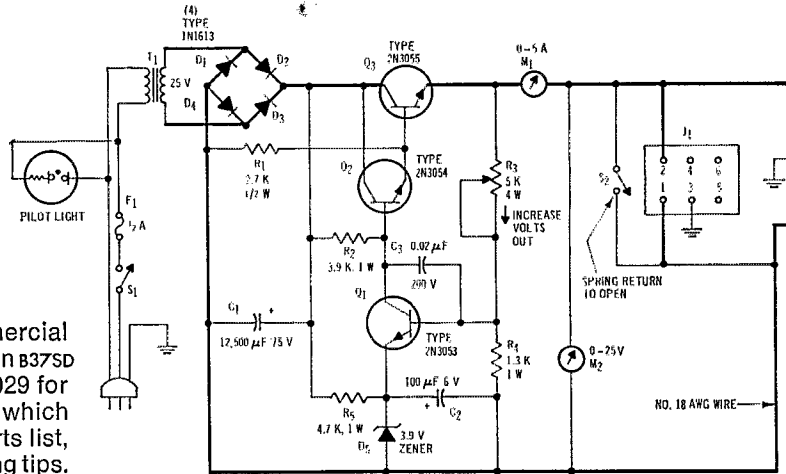 (4)
TYPE
1N1613
T1
25 V
D1
D2
D4
D3
Q3
TYPE
2N3055
0-5 A
M1
R1
2.7 K
1/2 W
Q2
TYPE
2N3054
R3
5 K
4 W
INCREASE
VOLTS
OUT
S2
J1
2 4 6
1 3 5
PILOT LIGHT
F1
1/2 A
S1
R2
3.9 K, 1 W
C3
0.02 µF
200 V
SPRING RETURN
TO OPEN
Q1
TYPE
2N3053
C1
+
12,500 µF 75 V
R4
1.3 K
1 W
0-25V
M2
R5
4.7 K, 1 W
100 µF 6 V
+
C2
D5
3.9 V
ZENER
NO. 18 AWG WIRE
mercial
n B37SD
029 for
which
rts list,
ng tips.